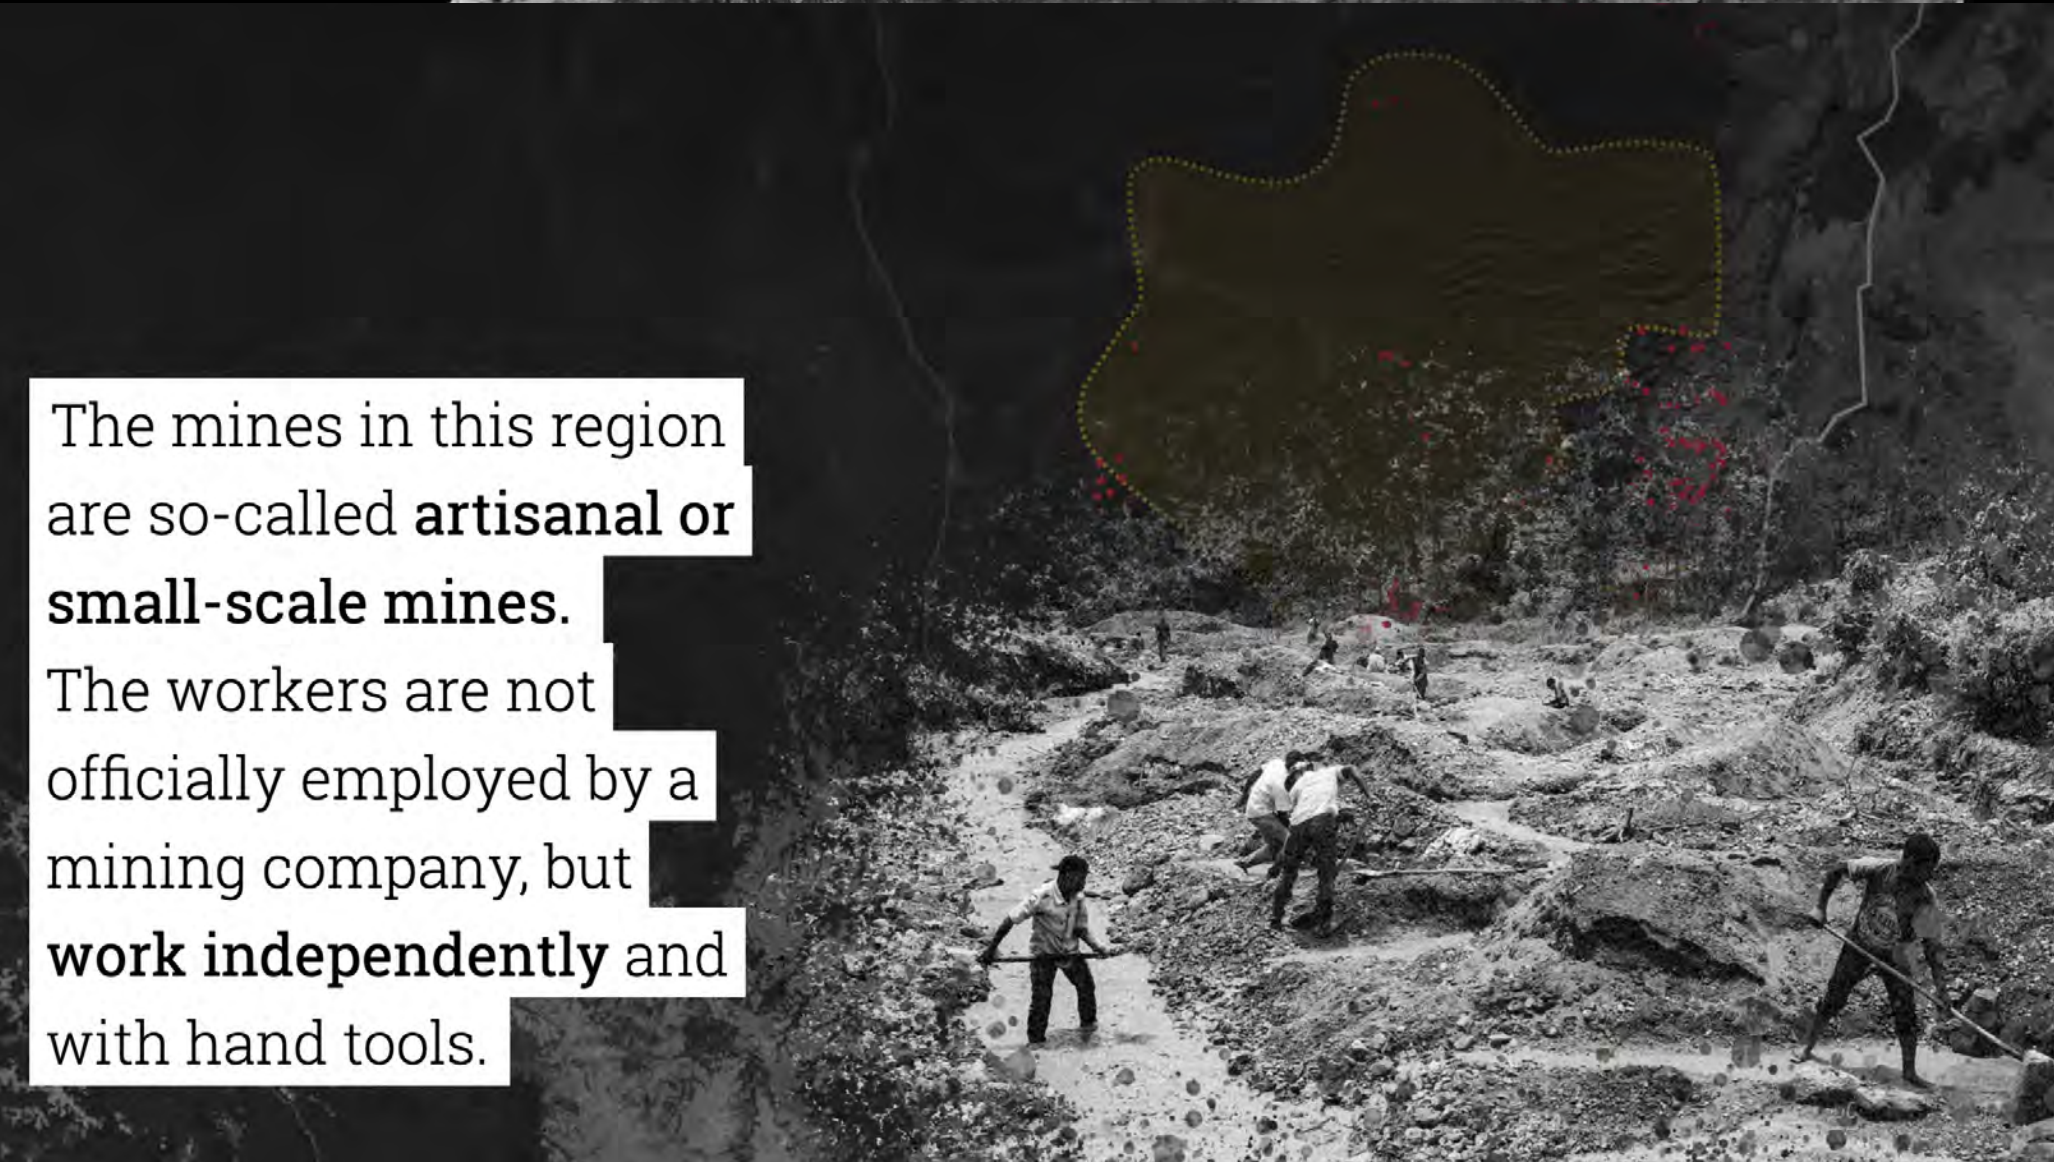 The mines in this region
are so-called artisanal or
small-scale mines.
The workers are not
officially employed by a
mining company, but
work independently and
with hand tools.